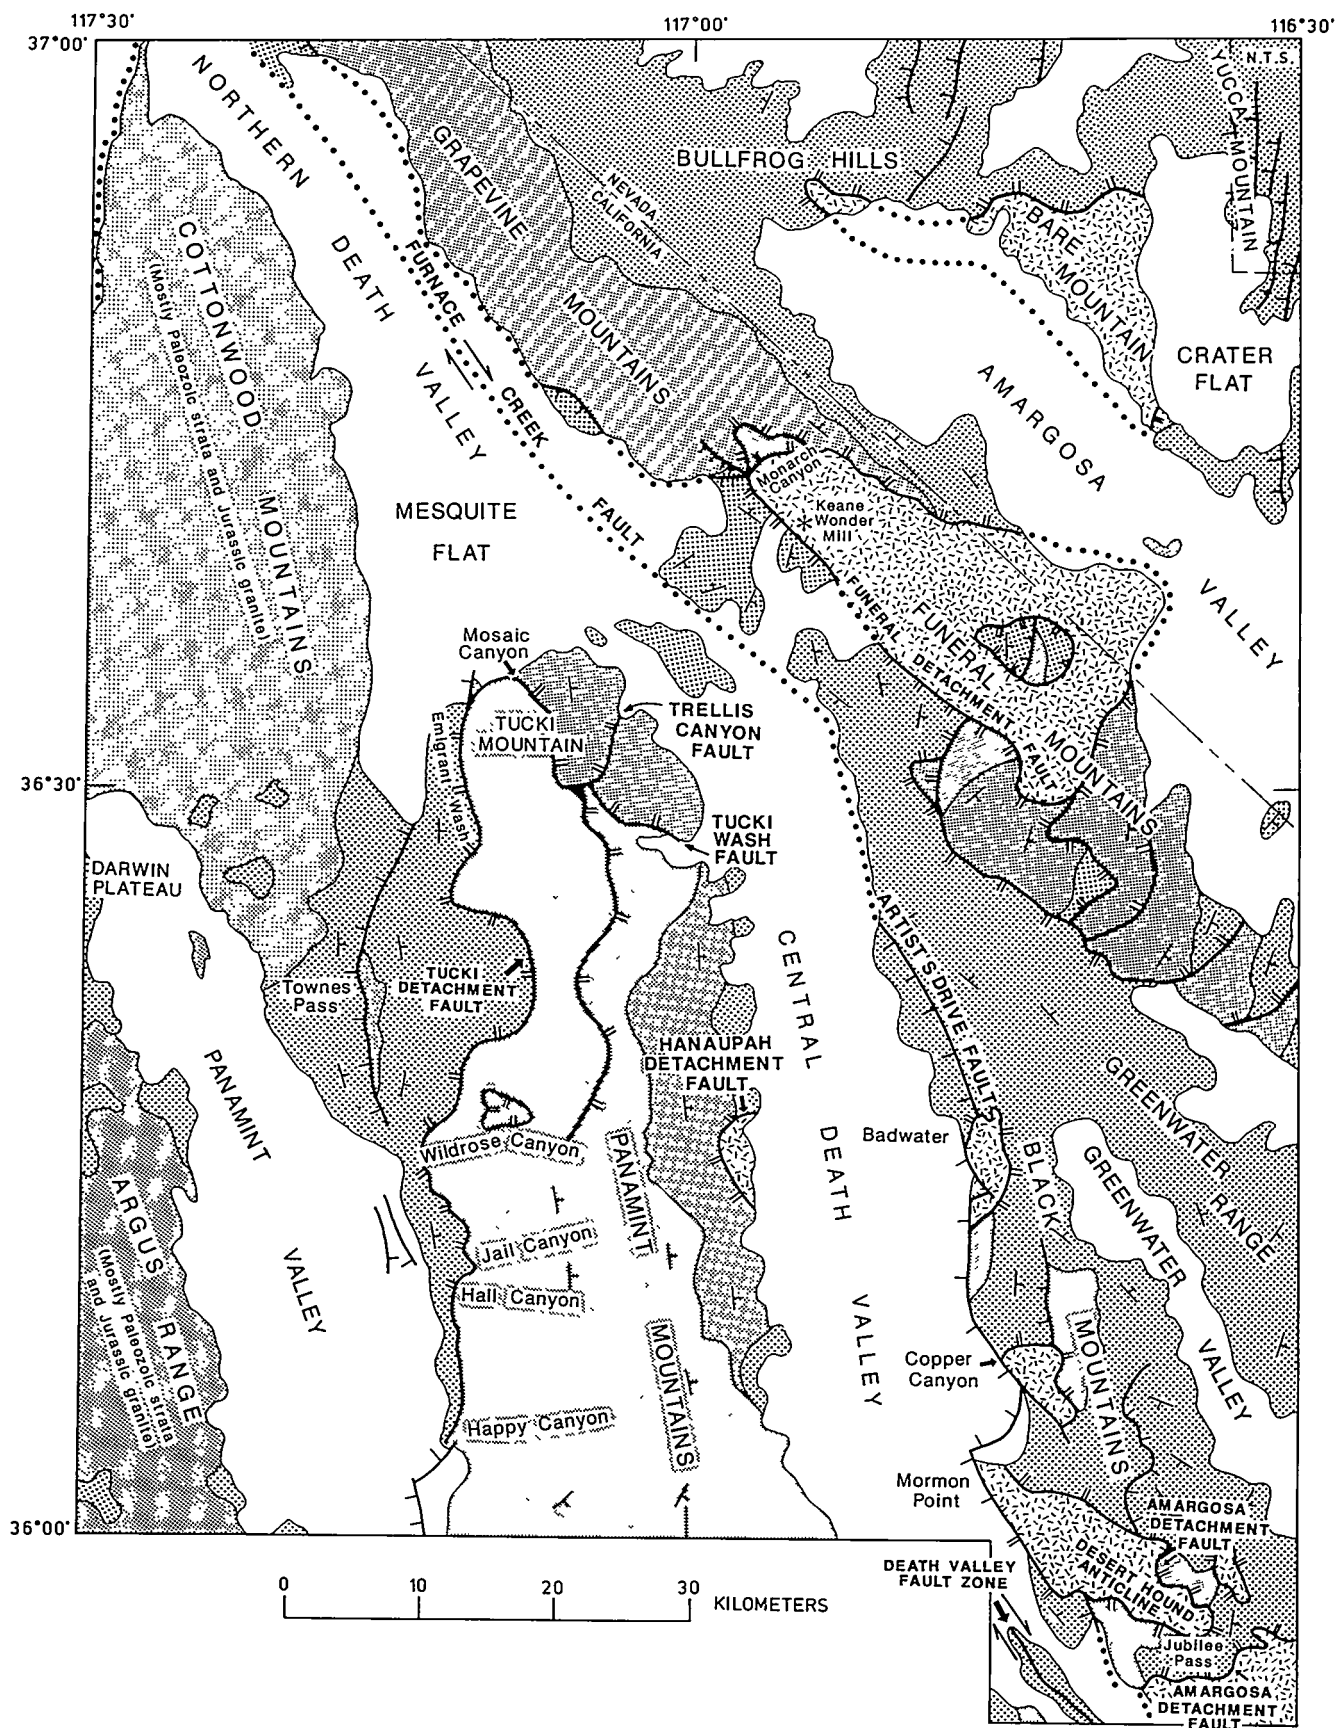 117°30'
117°00'
116°30'
37°00'
N.T.S.
YUCCA MOUNTAIN
NORTHERN
DEATH
VALLEY
GRAPEVINE
MOUNTAINS
BULLFROG HILLS
NEVADA
CALIFORNIA
BARE
MOUNTAIN
COTTONWOOD
MOUNTAINS
(Mostly Paleozoic strata and Jurassic granite)
FURNACE
CREEK
FAULT
CRATER
FLAT
AMARGOSA
VALLEY
MESQUITE
FLAT
Monarch
Canyon
Keane
Wonder
Mill
FUNERAL
DETACHMENT
FAULT
FUNERAL
MOUNTAINS
Mosaic
Canyon
TUCKI
MOUNTAIN
Emigrant Wash
TRELLIS
CANYON
FAULT
36°30'
TUCKI
WASH
FAULT
DARWIN
PLATEAU
Townes
Pass
TUCKI
DETACHMENT
FAULT
ARTISTS DRIVE FAULTS
CENTRAL
DEATH
VALLEY
HANAUPAH
DETACHMENT
FAULT
PANAMINT
VALLEY
GREENWATER RANGE
Badwater
BLACK
MOUNTAINS
GREENWATER
VALLEY
Wildrose Canyon
PANAMINT
MOUNTAINS
ARGUS
RANGE
(Mostly Paleozoic strata
and Jurassic granite)
Jail Canyon
Hall Canyon
Happy Canyon
Copper
Canyon
Mormon
Point
36°00'
AMARGOSA
DETACHMENT
FAULT
DESERT HOUND
ANTICLINE
DEATH VALLEY
FAULT ZONE
0 10 20 30
KILOMETERS
Jubilee
Pass
AMARGOSA
DETACHMENT
FAULT